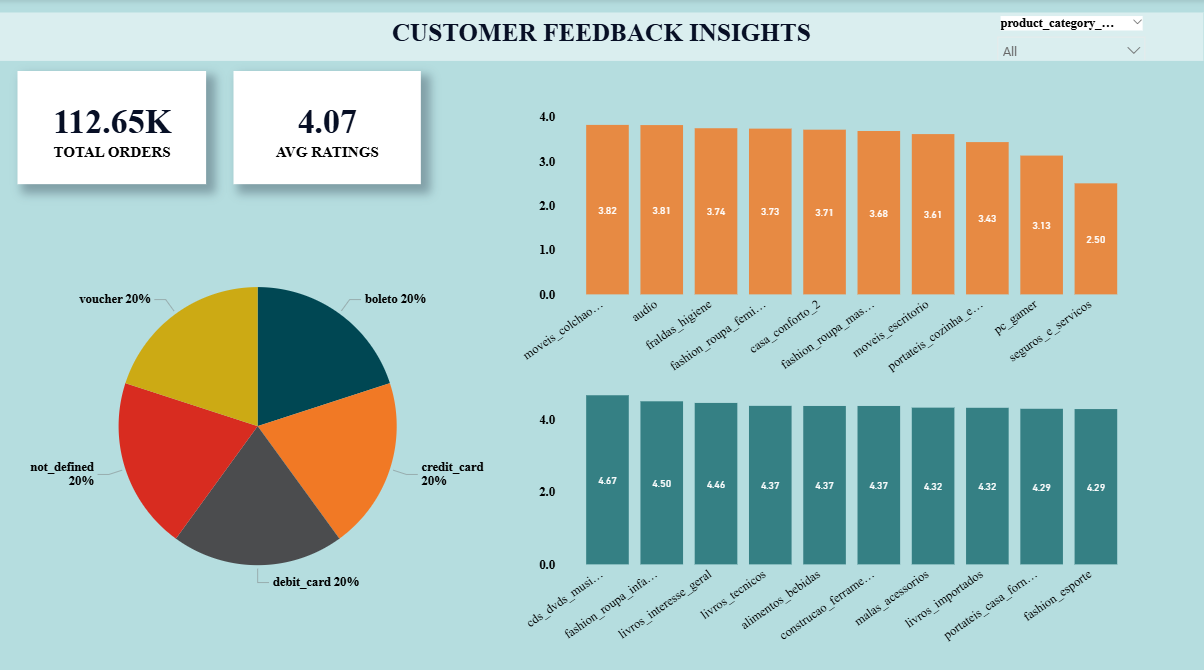 CUSTOMER FEEDBACK INSIGHTS
product_category_...
All
112.65K
TOTAL ORDERS
4.07
AVG RATINGS
4.0
3.0
2.0
1.0
0.0
3.82
3.81
3.74
3.73
3.71
3.68
3.61
3.43
3.13
2.50
moveis_colchao...
audio
fraldas_higiene
fashion_roupa_femi...
casa_conforto_2
fashion_roupa_mas...
moveis_escritorio
portateis_cozinha_e...
pc_gamer
seguros_e_servicos
voucher 20%
boleto 20%
not_defined
20%
credit_card
20%
debit_card 20%
4.0
2.0
0.0
4.67
4.50
4.46
4.37
4.37
4.37
4.32
4.32
4.29
4.29
cds_dvds_musi...
fashion_roupa_infa...
livros_interesse_geral
livros_tecnicos
alimentos_bebidas
construcao_ferrame...
malas_acessorios
livros_importados
portateis_casa_forn...
fashion_esporte